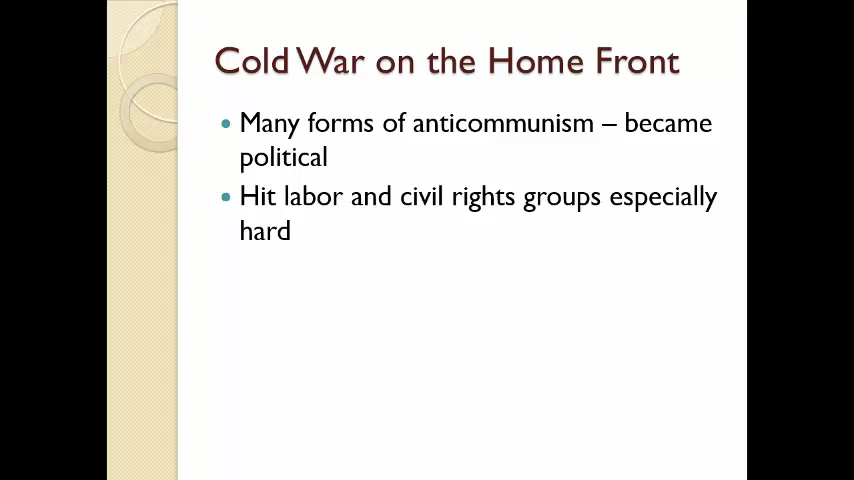 Cold War on the Home Front
• Many forms of anticommunism – became
political
• Hit labor and civil rights groups especially
hard